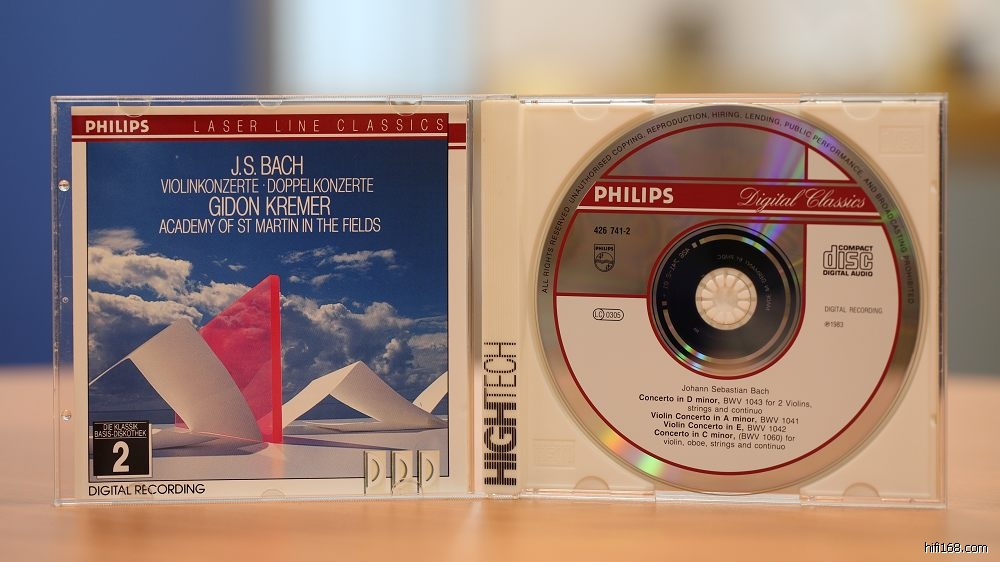 PHILIPS
LASER LINE CLASSICS
J.S. BACH
VIOLINKONZERTE · DOPPELKONZERTE
GIDON KREMER
ACADEMY OF ST MARTIN IN THE FIELDS
DIE KLASSIK
BASIS-DISKOTHEK
2
DIGITAL RECORDING
HIGH TECH
ALL RIGHTS RESERVED. UNAUTHORISED COPYING, REPRODUCTION, HIRING, LENDING, PUBLIC PERFORMANCE, AND BROADCASTING PROHIBITED
PHILIPS
Digital Classics
426 741-2
PHILIPS
COMPACT
disc
DIGITAL AUDIO
LC 0305
DIGITAL RECORDING
℗1983
Johann Sebastian Bach
Concerto in D minor, BWV 1043 for 2 Violins,
strings and continuo
Violin Concerto in A minor, BWV 1041
Violin Concerto in E, BWV 1042
Concerto in C minor, (BWV 1060) for
violin, oboe, strings and continuo
hifi168.com